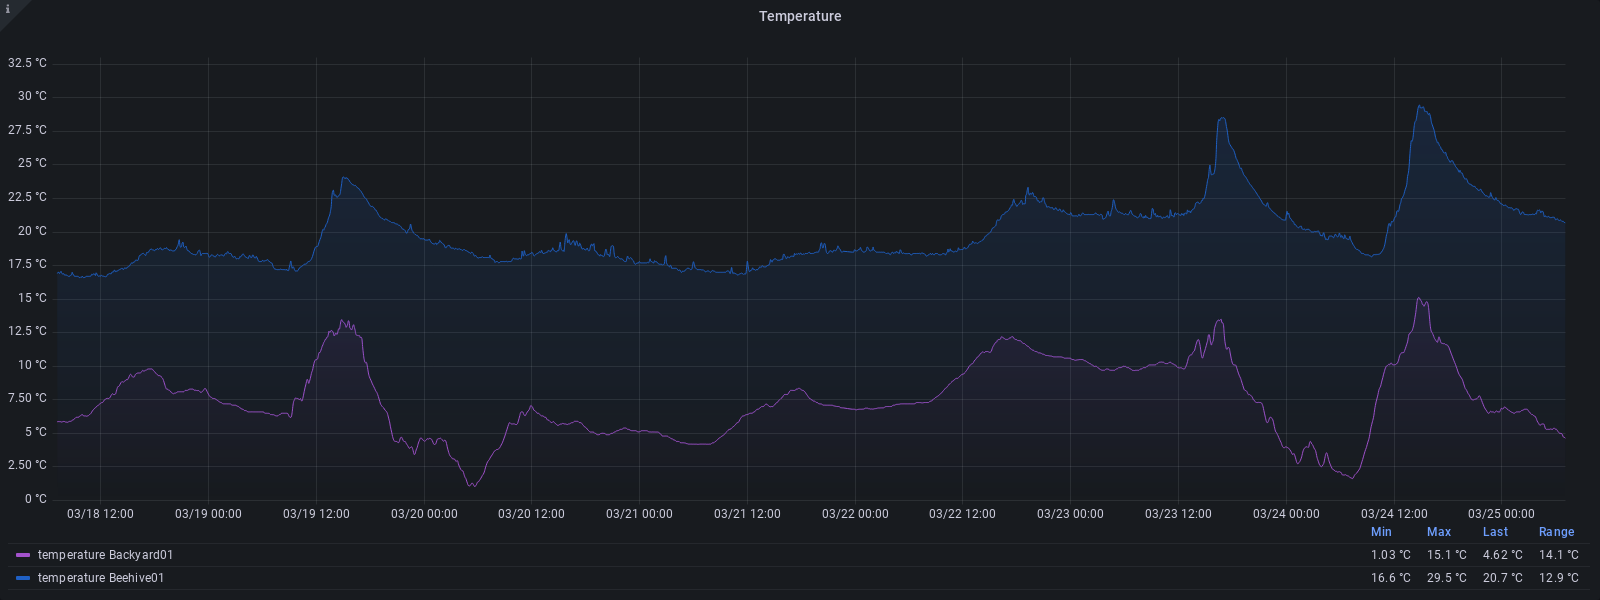 i
Temperature
32.5 °C
30 °C
27.5 °C
25 °C
22.5 °C
20 °C
17.5 °C
15 °C
12.5 °C
10 °C
7.50 °C
5 °C
2.50 °C
0 °C
03/18 12:00 03/19 00:00 03/19 12:00 03/20 00:00 03/20 12:00 03/21 00:00 03/21 12:00 03/22 00:00 03/22 12:00 03/23 00:00 03/23 12:00 03/24 00:00 03/24 12:00 03/25 00:00
Min Max Last Range
temperature Backyard01 1.03 °C 15.1 °C 4.62 °C 14.1 °C
temperature Beehive01 16.6 °C 29.5 °C 20.7 °C 12.9 °C